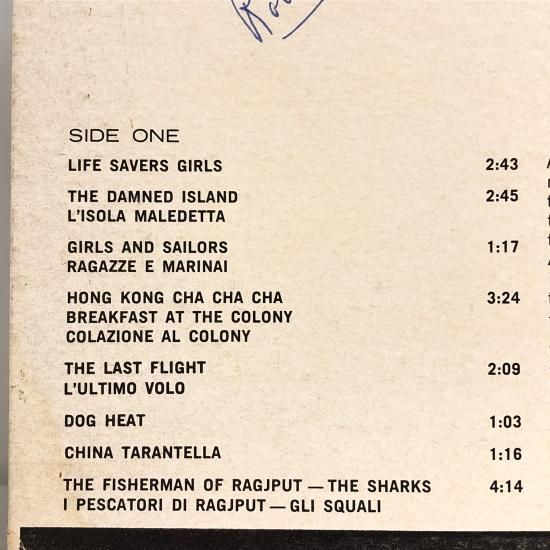 SIDE ONE
LIFE SAVERS GIRLS 2:43
THE DAMNED ISLAND 2:45
L'ISOLA MALEDETTA
GIRLS AND SAILORS 1:17
RAGAZZE E MARINAI
HONG KONG CHA CHA CHA 3:24
BREAKFAST AT THE COLONY
COLAZIONE AL COLONY
THE LAST FLIGHT 2:09
L'ULTIMO VOLO
DOG HEAT 1:03
CHINA TARANTELLA 1:16
THE FISHERMAN OF RAGJPUT — THE SHARKS 4:14
I PESCATORI DI RAGJPUT — GLI SQUALI